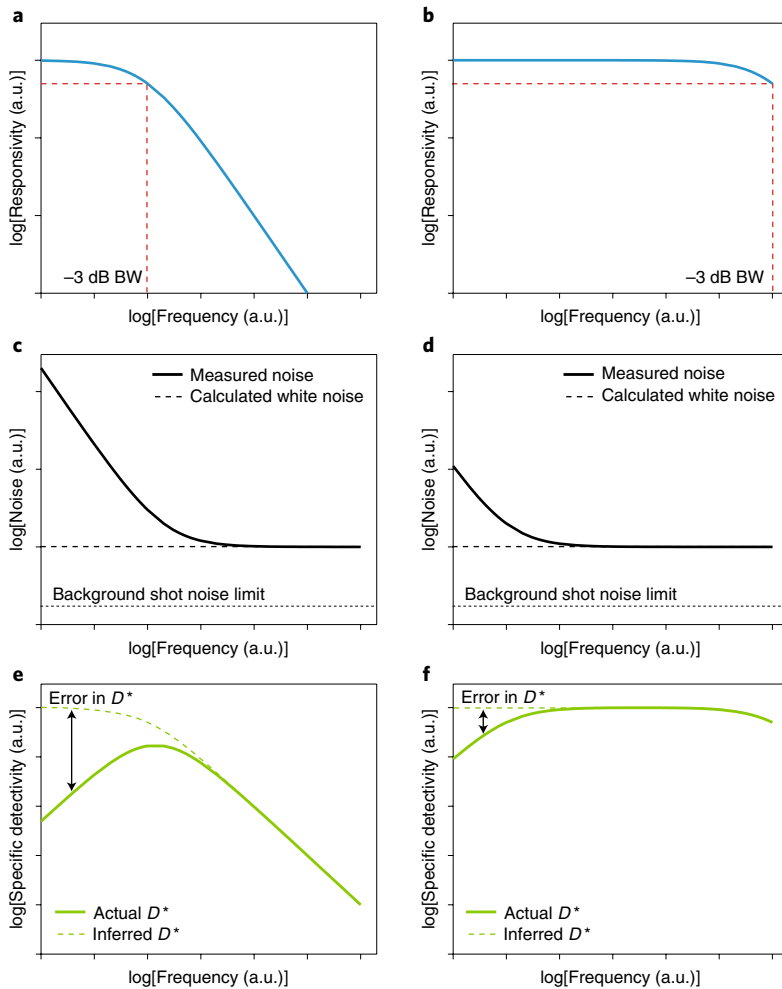 a
log[Responsivity (a.u.)]
–3 dB BW
log[Frequency (a.u.)]
b
log[Responsivity (a.u.)]
–3 dB BW
log[Frequency (a.u.)]
c
log[Noise (a.u.)]
Measured noise
Calculated white noise
Background shot noise limit
log[Frequency (a.u.)]
d
log[Noise (a.u.)]
Measured noise
Calculated white noise
Background shot noise limit
log[Frequency (a.u.)]
e
log[Specific detectivity (a.u.)]
Error in D*
Actual D*
Inferred D*
log[Frequency (a.u.)]
f
log[Specific detectivity (a.u.)]
Error in D*
Actual D*
Inferred D*
log[Frequency (a.u.)]